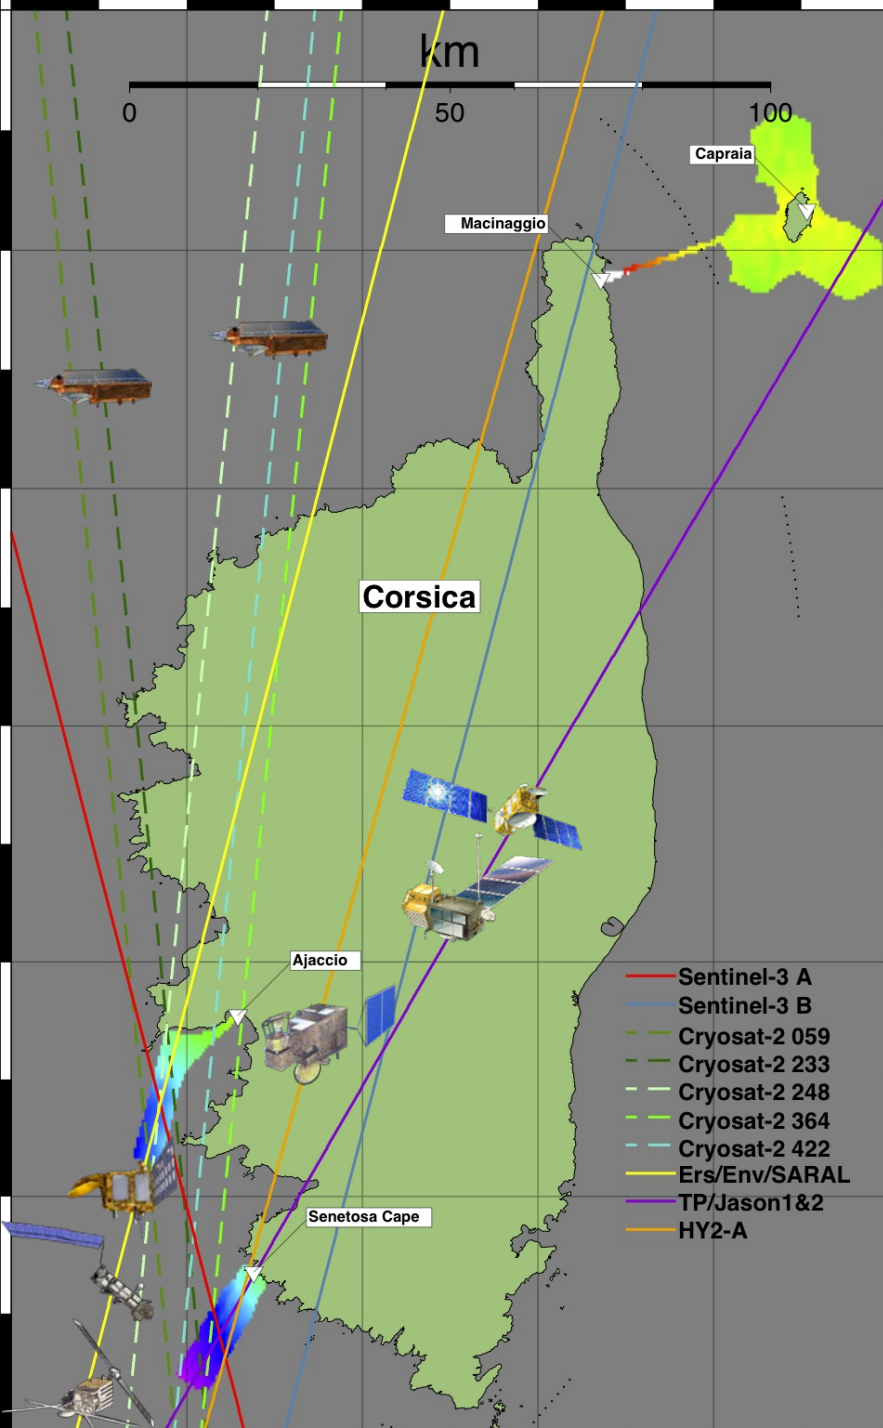 km
0 50 100
Capraia
Macinaggio
Corsica
Ajaccio
Senetosa Cape
Sentinel-3 A
Sentinel-3 B
Cryosat-2 059
Cryosat-2 233
Cryosat-2 248
Cryosat-2 364
Cryosat-2 422
Ers/Env/SARAL
TP/Jason1&2
HY2-A